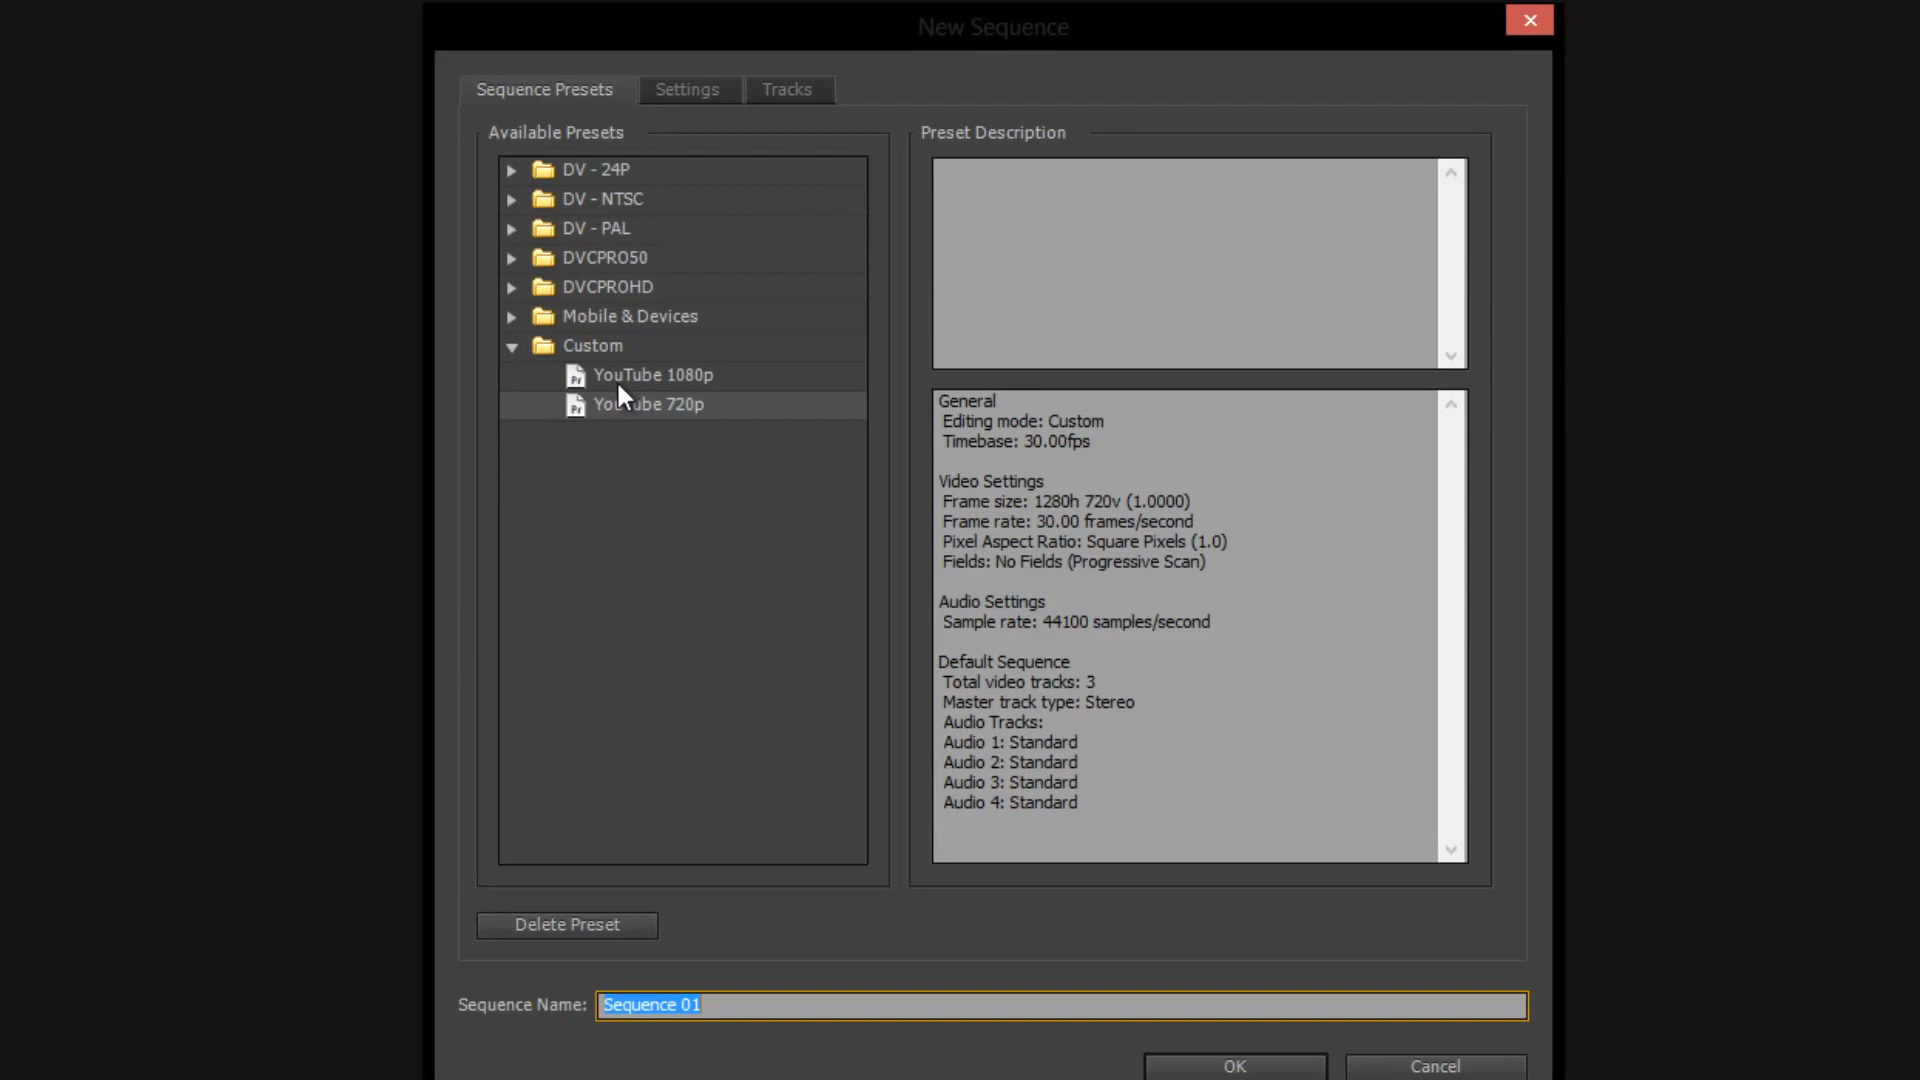 New Sequence
Sequence Presets
Settings
Tracks
Available Presets
DV - 24P
DV - NTSC
DV - PAL
DVCPRO50
DVCPROHD
Mobile & Devices
Custom
YouTube 1080p
YouTube 720p
Preset Description
General
Editing mode: Custom
Timebase: 30.00fps
Video Settings
Frame size: 1280h 720v (1.0000)
Frame rate: 30.00 frames/second
Pixel Aspect Ratio: Square Pixels (1.0)
Fields: No Fields (Progressive Scan)
Audio Settings
Sample rate: 44100 samples/second
Default Sequence
Total video tracks: 3
Master track type: Stereo
Audio Tracks:
Audio 1: Standard
Audio 2: Standard
Audio 3: Standard
Audio 4: Standard
Delete Preset
Sequence Name: Sequence 01
OK
Cancel